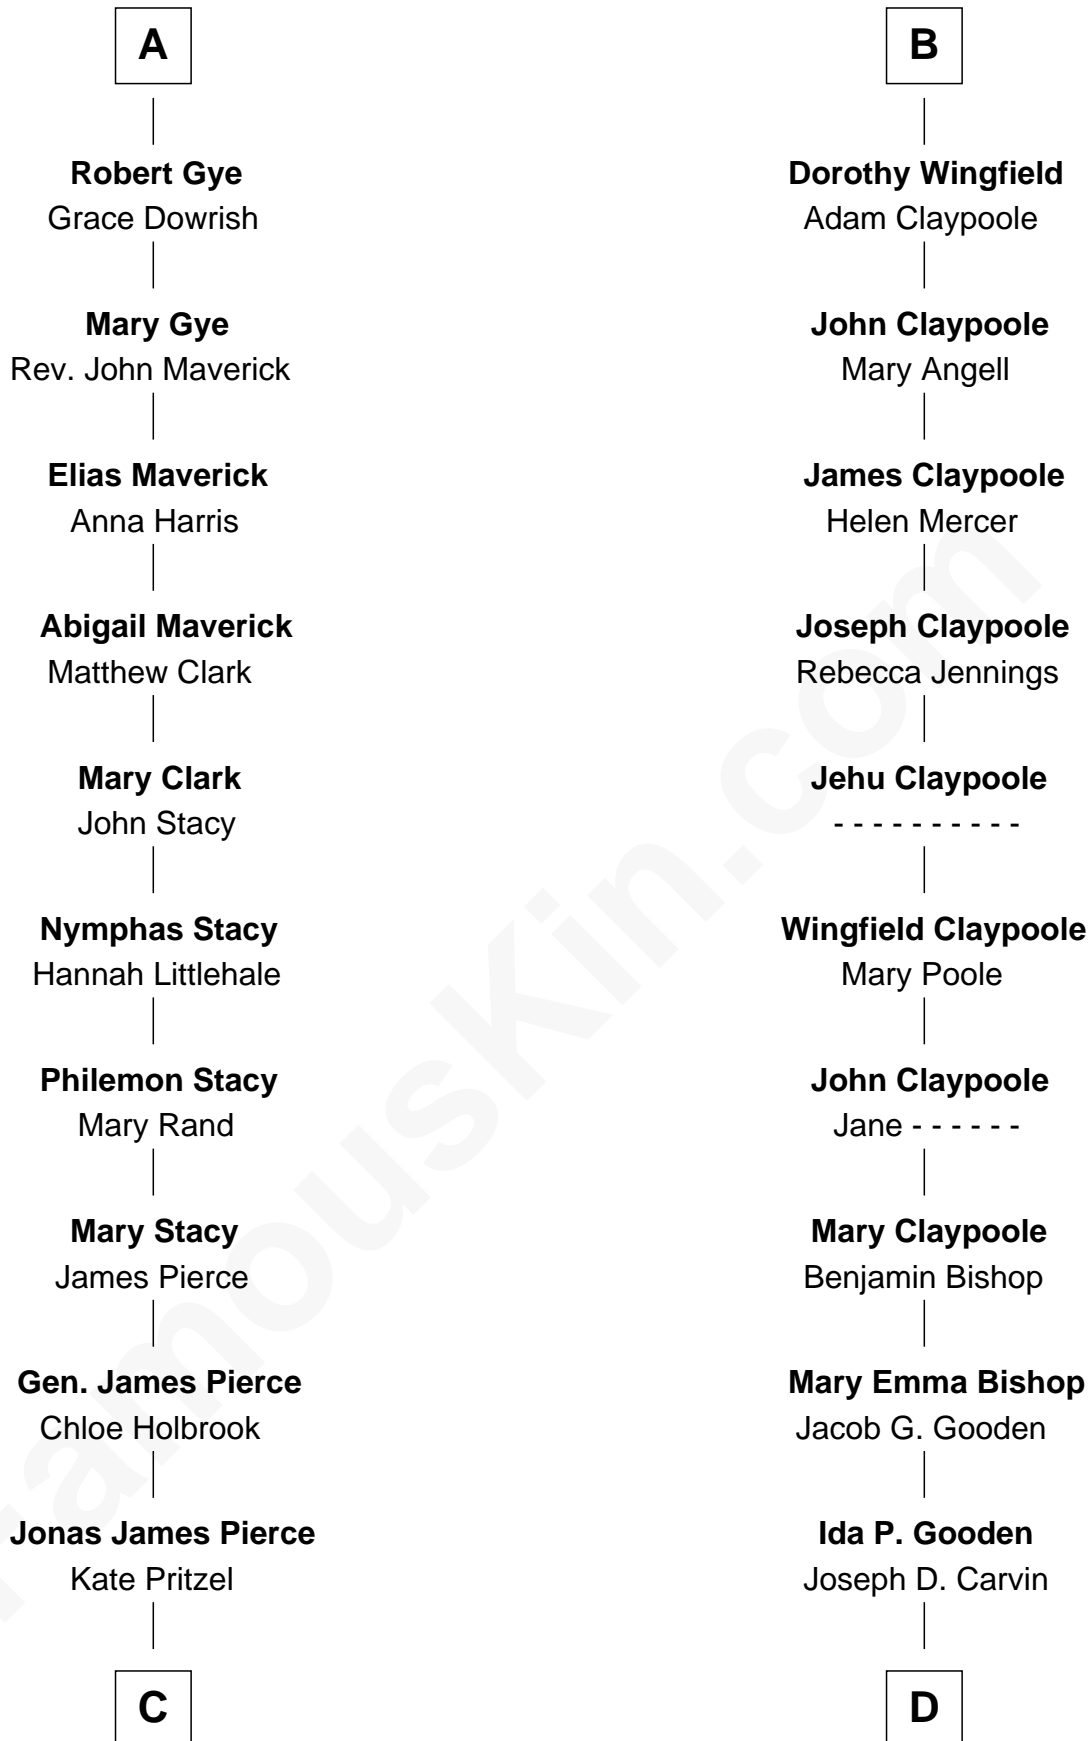 A
Robert Gye
Grace Dowrish
Mary Gye
Rev. John Maverick
Elias Maverick
Anna Harris
Abigail Maverick
Matthew Clark
Mary Clark
John Stacy
Nymphas Stacy
Hannah Littlehale
Philemon Stacy
Mary Rand
Mary Stacy
James Pierce
Gen. James Pierce
Chloe Holbrook
Jonas James Pierce
Kate Pritzel
C
B
Dorothy Wingfield
Adam Claypoole
John Claypoole
Mary Angell
James Claypoole
Helen Mercer
Joseph Claypoole
Rebecca Jennings
Jehu Claypoole
- - - - - - - - - -
Wingfield Claypoole
Mary Poole
John Claypoole
Jane - - - - - -
Mary Claypoole
Benjamin Bishop
Mary Emma Bishop
Jacob G. Gooden
Ida P. Gooden
Joseph D. Carvin
D
FamousKin.com